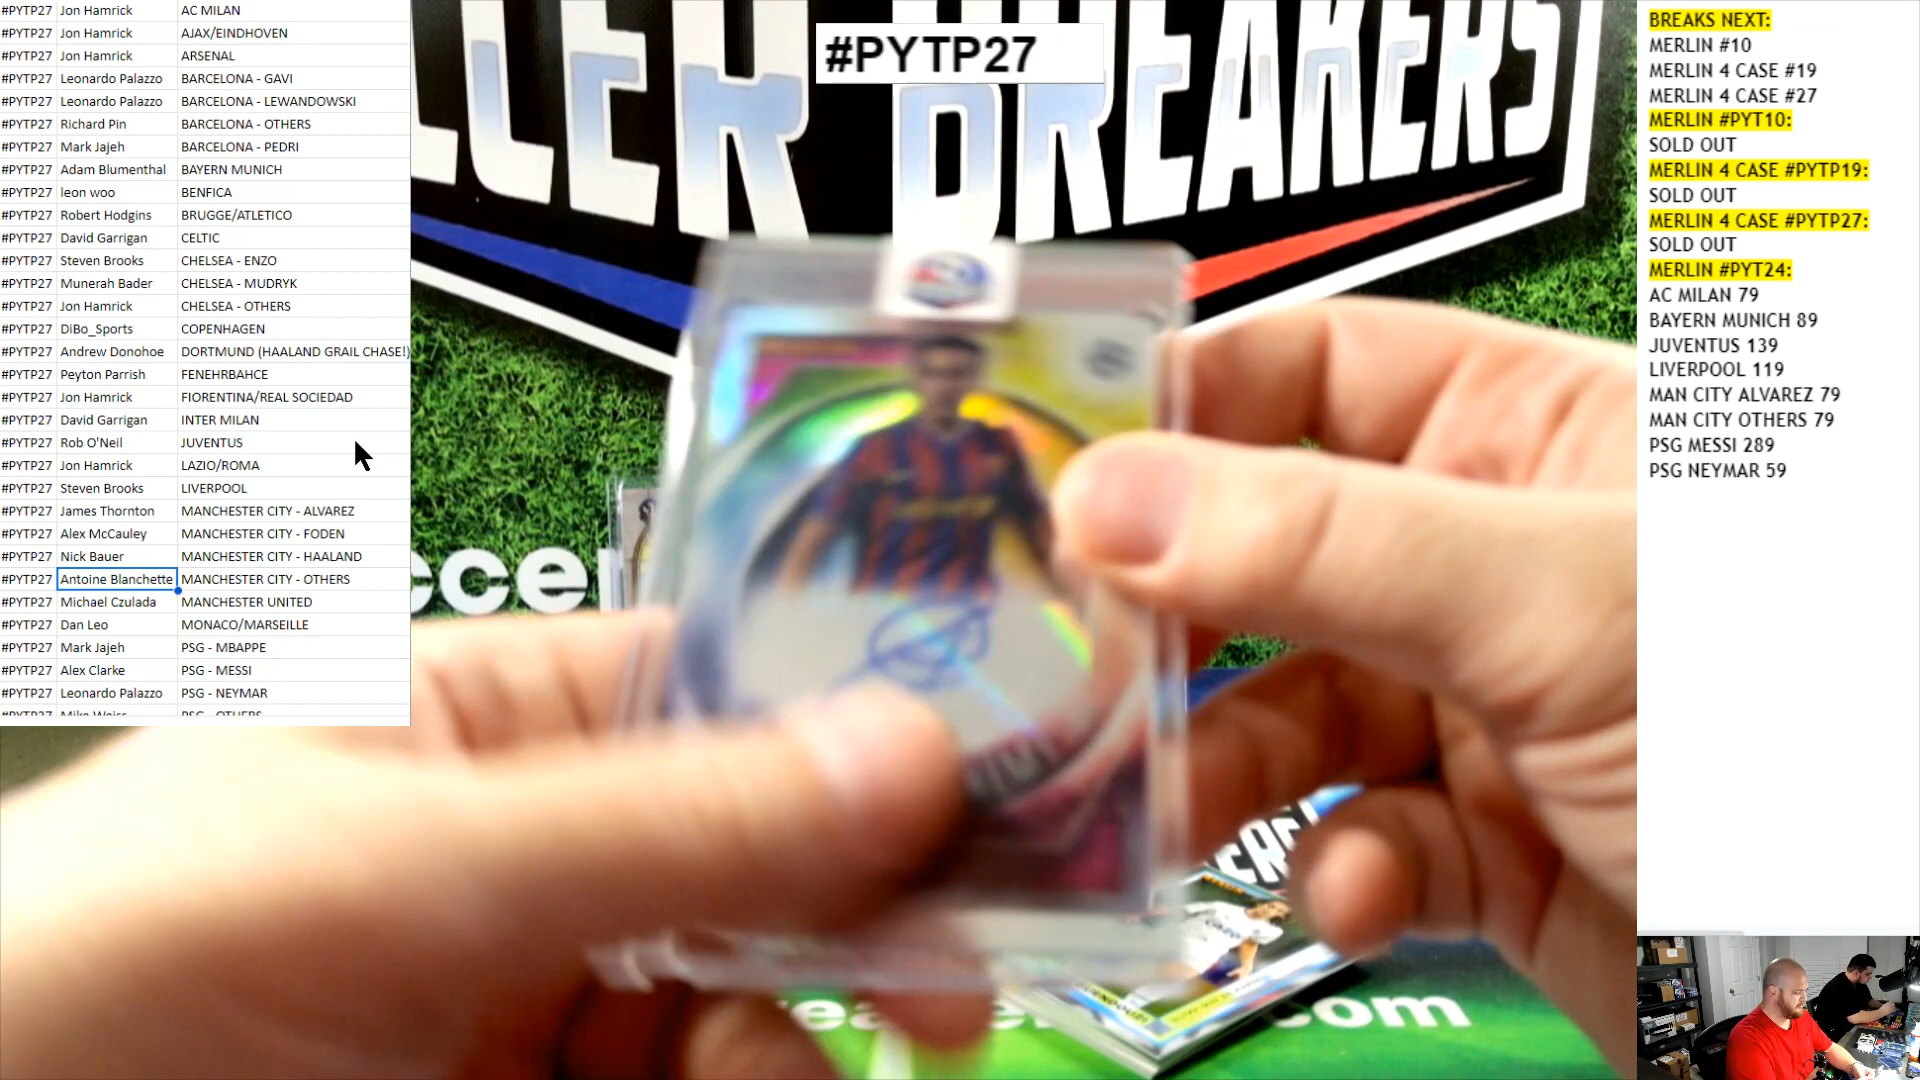 #PYTP27 Jon Hamrick AC MILAN
#PYTP27 Jon Hamrick AJAX/EINDHOVEN
#PYTP27 Jon Hamrick ARSENAL
#PYTP27 Leonardo Palazzo BARCELONA - GAVI
#PYTP27 Leonardo Palazzo BARCELONA - LEWANDOWSKI
#PYTP27 Richard Pin BARCELONA - OTHERS
#PYTP27 Mark Jajeh BARCELONA - PEDRI
#PYTP27 Adam Blumenthal BAYERN MUNICH
#PYTP27 leon woo BENFICA
#PYTP27 Robert Hodgins BRUGGE/ATLETICO
#PYTP27 David Garrigan CELTIC
#PYTP27 Steven Brooks CHELSEA - ENZO
#PYTP27 Munerah Bader CHELSEA - MUDRYK
#PYTP27 Jon Hamrick CHELSEA - OTHERS
#PYTP27 DiBo_Sports COPENHAGEN
#PYTP27 Andrew Donohoe DORTMUND (HAALAND GRAIL CHASE!)
#PYTP27 Peyton Parrish FENEHRBAHCE
#PYTP27 Jon Hamrick FIORENTINA/REAL SOCIEDAD
#PYTP27 David Garrigan INTER MILAN
#PYTP27 Rob O'Neil JUVENTUS
#PYTP27 Jon Hamrick LAZIO/ROMA
#PYTP27 Steven Brooks LIVERPOOL
#PYTP27 James Thornton MANCHESTER CITY - ALVAREZ
#PYTP27 Alex McCauley MANCHESTER CITY - FODEN
#PYTP27 Nick Bauer MANCHESTER CITY - HAALAND
#PYTP27 Antoine Blanchette MANCHESTER CITY - OTHERS
#PYTP27 Michael Czulada MANCHESTER UNITED
#PYTP27 Dan Leo MONACO/MARSEILLE
#PYTP27 Mark Jajeh PSG - MBAPPE
#PYTP27 Alex Clarke PSG - MESSI
#PYTP27 Leonardo Palazzo PSG - NEYMAR
#PYTP27 Mike Weiss PSG - OTHERS
#PYTP27
CCER BREAKERS
cce
.com
BREAKS NEXT:
MERLIN #10
MERLIN 4 CASE #19
MERLIN 4 CASE #27
MERLIN #PYT10:
SOLD OUT
MERLIN 4 CASE #PYTP19:
SOLD OUT
MERLIN 4 CASE #PYTP27:
SOLD OUT
MERLIN #PYT24:
AC MILAN 79
BAYERN MUNICH 89
JUVENTUS 139
LIVERPOOL 119
MAN CITY ALVAREZ 79
MAN CITY OTHERS 79
PSG MESSI 289
PSG NEYMAR 59